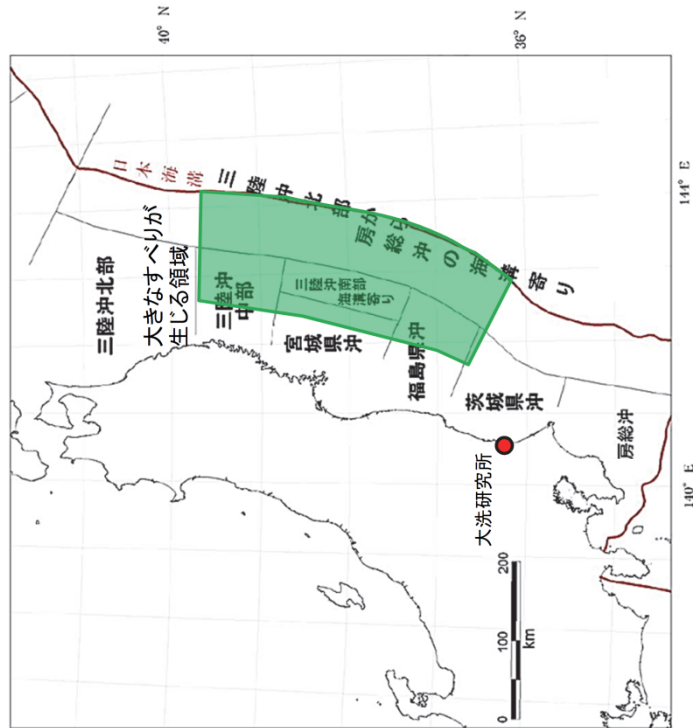 40° N
36° N
144° E
140° E
日本海溝
三陸沖北部から
房総沖の海溝寄り
大きなすべりが
生じる領域
三陸沖北部
三陸沖
中部
三陸沖南部
海溝寄り
宮城県沖
福島県沖
茨城県沖
房総沖
大洗研究所
0
100
200
km